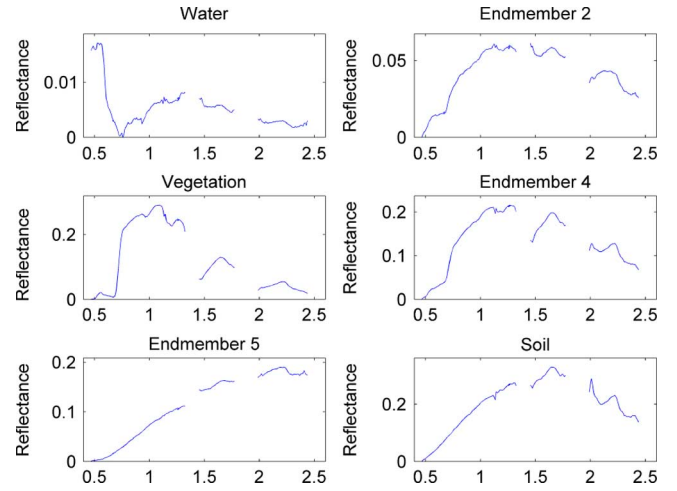 Water
Endmember 2
Reflectance
0.01
0
0.5 1 1.5 2 2.5
Reflectance
0.05
0
0.5 1 1.5 2 2.5
Vegetation
Endmember 4
Reflectance
0.2
0
0.5 1 1.5 2 2.5
Reflectance
0.2
0.1
0
0.5 1 1.5 2 2.5
Endmember 5
Soil
Reflectance
0.2
0.1
0
0.5 1 1.5 2 2.5
Reflectance
0.2
0
0.5 1 1.5 2 2.5